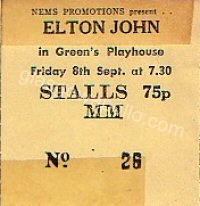 NEMS PROMOTIONS present . .
ELTON JOHN
in Green's Playhouse
Friday 8th Sept. at 7.30
STALLS 75p
MM
Nº 26